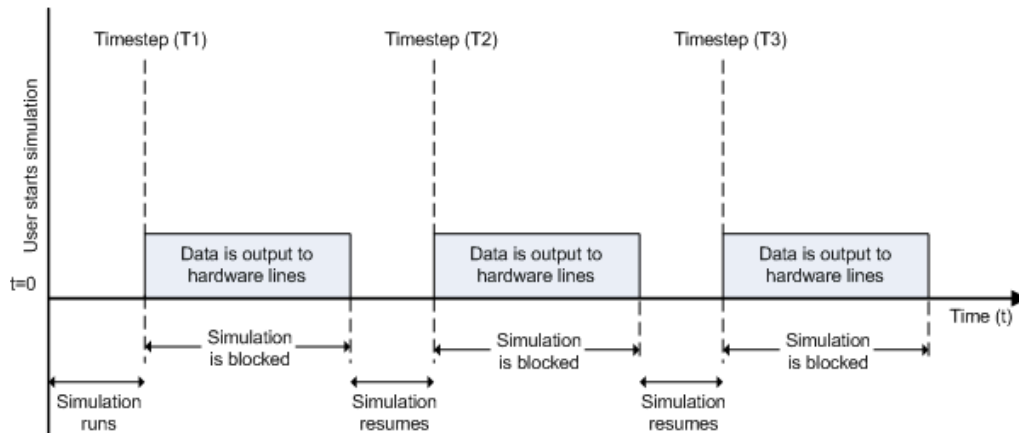 Timestep (T1)
Timestep (T2)
Timestep (T3)
User starts simulation
Data is output to
hardware lines
Data is output to
hardware lines
Data is output to
hardware lines
t=0
Time (t)
Simulation
is blocked
Simulation
is blocked
Simulation
is blocked
Simulation
runs
Simulation
resumes
Simulation
resumes